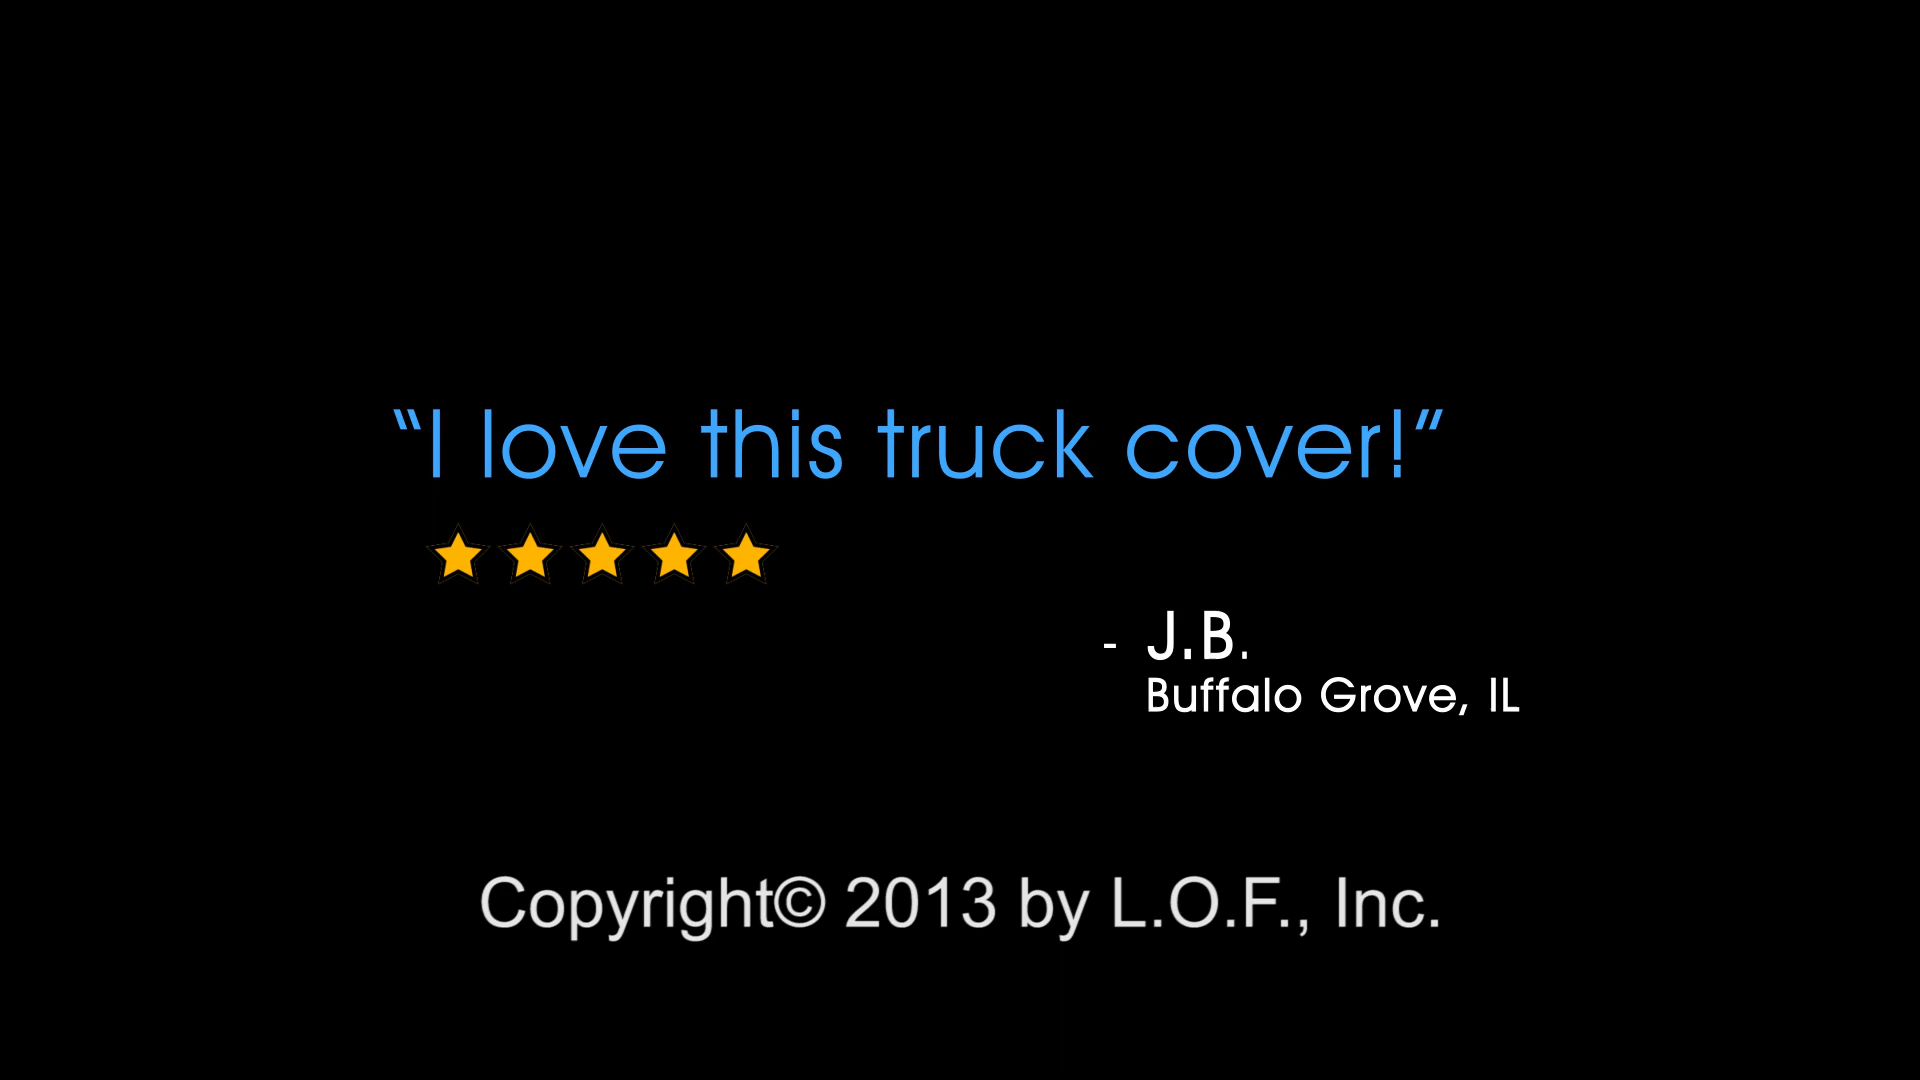 “I love this truck cover!”
- J.B.
Buffalo Grove, IL
Copyright© 2013 by L.O.F., Inc.